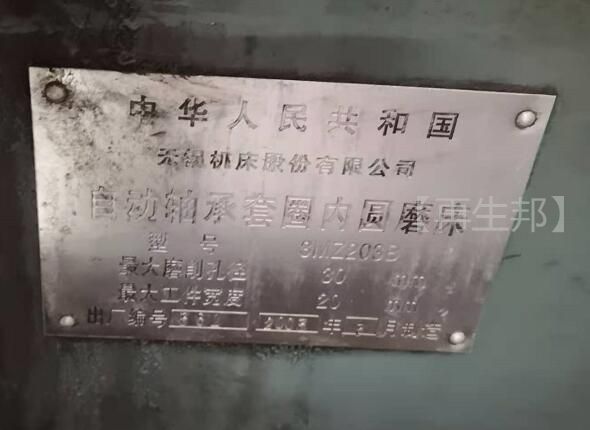 中华人民共和国
无锡机床股份有限公司
自动轴承套圈内圆磨床
型号 3MZ203B
最大磨削孔径 30 mm
最大工件宽度 20 mm
出厂编号 年 月制造
雨生邦】